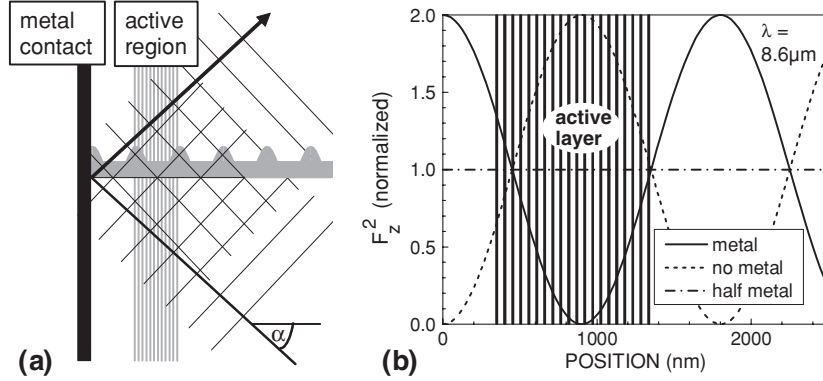 metal
contact
active
region
α
(a)
2.0
1.5
1.0
0.5
0.0
F_z^2 (normalized)
λ =
8.6μm
active
layer
metal
no metal
half metal
0
1000
2000
POSITION (nm)
(b)